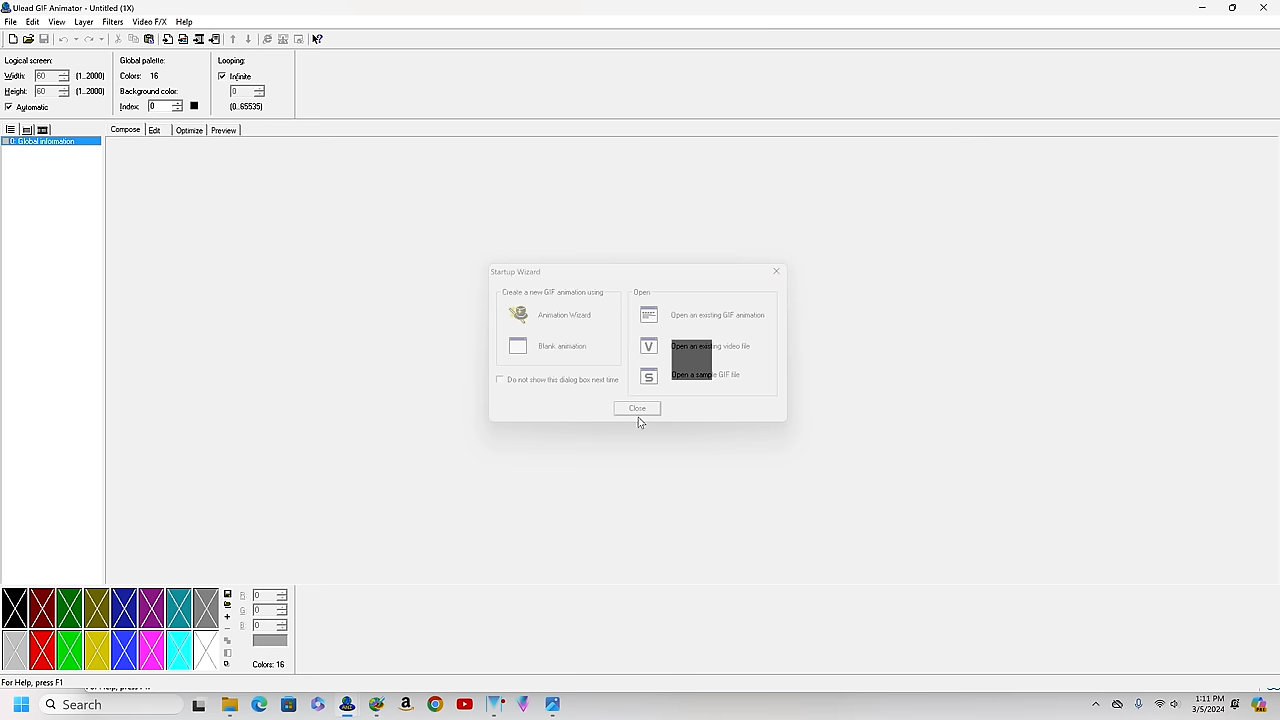 Ulead GIF Animator - Untitled (1X)
File Edit View Layer Filters Video F/X Help
Logical screen: Global palette: Looping:
Width: 60 (1..2000) Colors: 16 Infinite
Height: 60 (1..2000) Background color: 0
Automatic Index: 0 (0..65535)
Compose Edit Optimize Preview
0: Global information
Startup Wizard
Create a new GIF animation using Open
Animation Wizard Open an existing GIF animation
Blank animation V Open an existing video file
Do not show this dialog box next time S Open a sample GIF file
Close
R 0
G 0
B 0
Colors: 16
For Help, press F1
Search
1:11 PM
3/5/2024